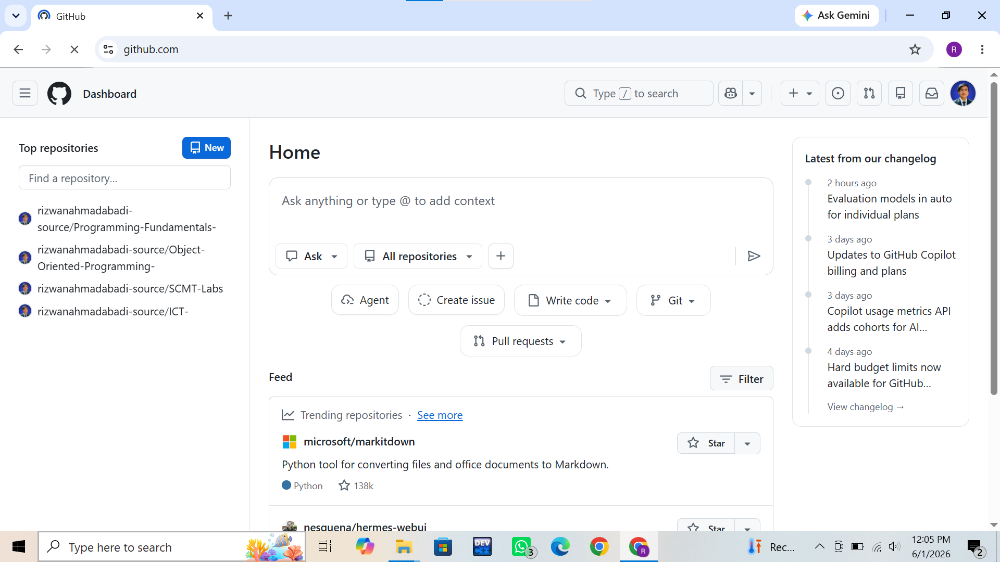 GitHub
Ask Gemini
github.com
R
Dashboard
Type / to search
Top repositories
New
Find a repository...
rizwanahmadabadi-
source/Programming-Fundamentals-
rizwanahmadabadi-source/Object-
Oriented-Programming-
rizwanahmadabadi-source/SCMT-Labs
rizwanahmadabadi-source/ICT-
Home
Ask anything or type @ to add context
Ask
All repositories
Agent
Create issue
Write code
Git
Pull requests
Feed
Filter
Trending repositories · See more
microsoft/markitdown
Star
Python tool for converting files and office documents to Markdown.
Python
138k
nesquena/hermes-webui
Star
Latest from our changelog
2 hours ago
Evaluation models in auto
for individual plans
3 days ago
Updates to GitHub Copilot
billing and plans
3 days ago
Copilot usage metrics API
adds cohorts for AI...
4 days ago
Hard budget limits now
available for GitHub...
View changelog →
Type here to search
DEV
C++
3
R
Rec...
12:05 PM
6/1/2026
2